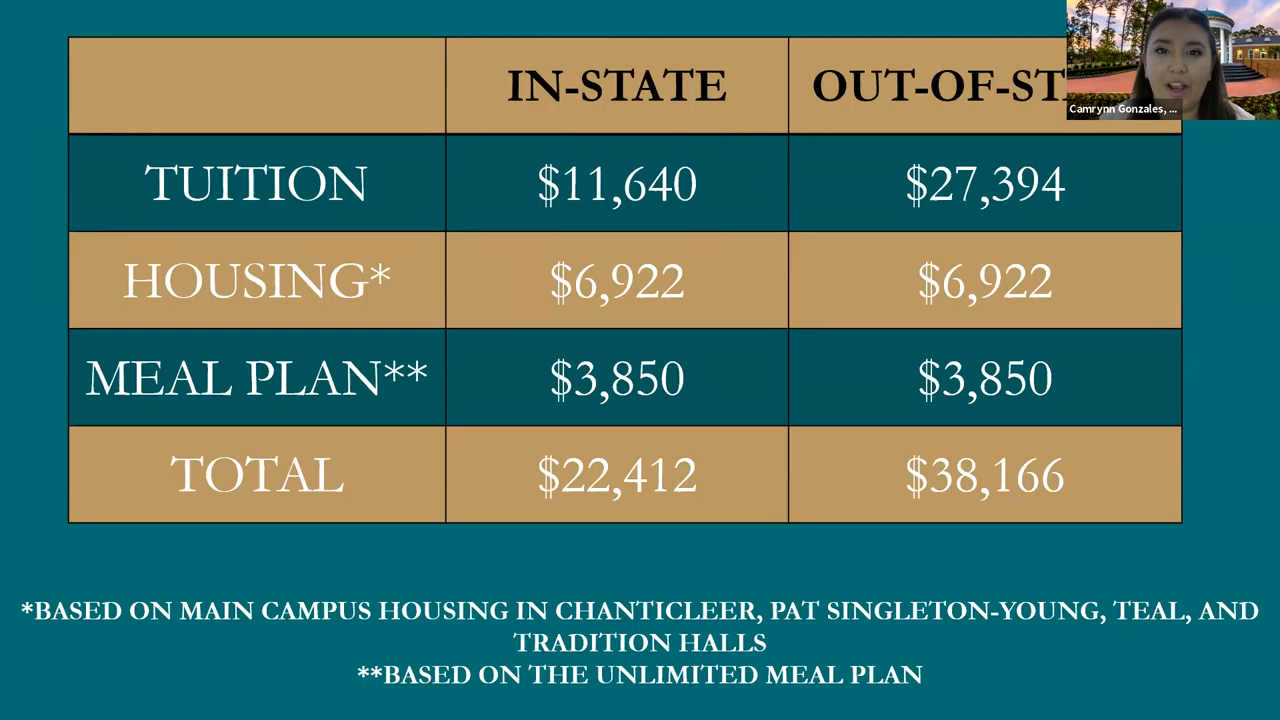 IN-STATE OUT-OF-ST
TUITION $11,640 $27,394
HOUSING* $6,922 $6,922
MEAL PLAN** $3,850 $3,850
TOTAL $22,412 $38,166
*BASED ON MAIN CAMPUS HOUSING IN CHANTICLEER, PAT SINGLETON-YOUNG, TEAL, AND
TRADITION HALLS
**BASED ON THE UNLIMITED MEAL PLAN
Camrynn Gonzales, ...